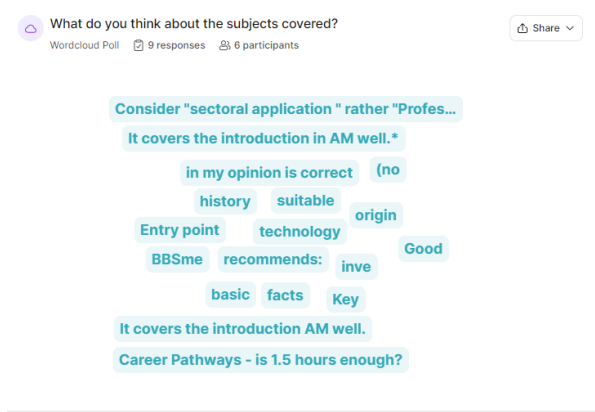 What do you think about the subjects covered?
Wordcloud Poll 9 responses 6 participants
Share
Consider "sectoral application " rather "Profes...
It covers the introduction in AM well.*
in my opinion is correct (no
history suitable
origin
Entry point technology
Good
BBSme recommends: inve
basic facts Key
It covers the introduction AM well.
Career Pathways - is 1.5 hours enough?